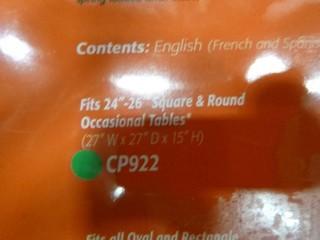 Contents: English (French and Spanis
Fits 24"-26" Square & Round
Occasional Tables*
(27" W x 27" D x 15" H)
CP922
Fits all Oval and Rectangle